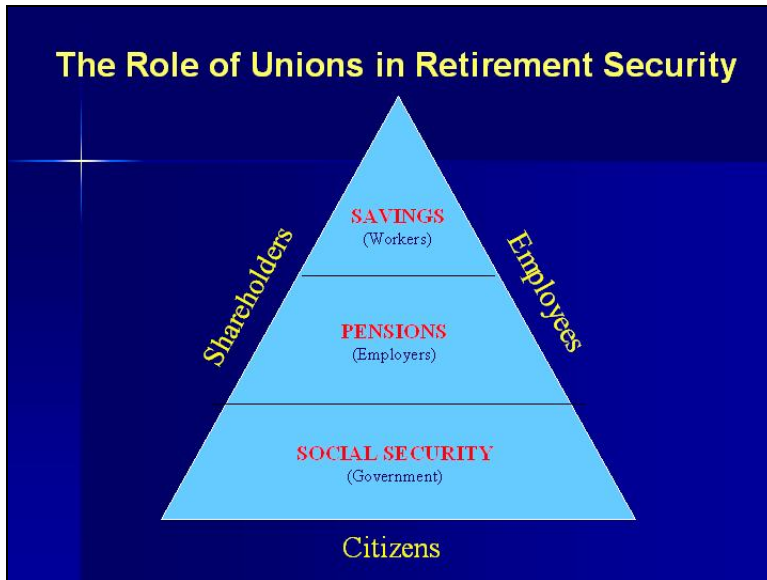 The Role of Unions in Retirement Security
SAVINGS
(Workers)
Shareholders
Employees
PENSIONS
(Employers)
SOCIAL SECURITY
(Government)
Citizens